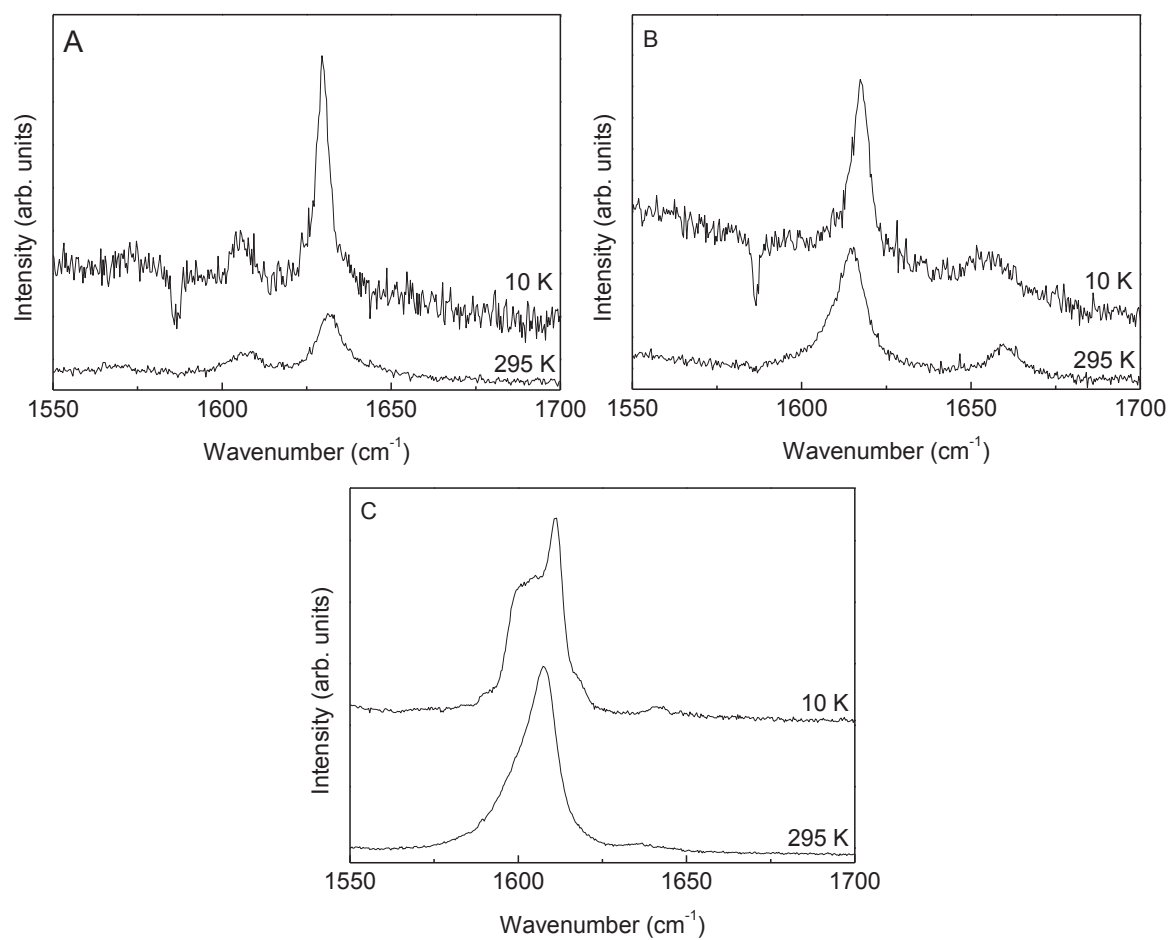 A
Intensity (arb. units)
10 K
295 K
1550 1600 1650 1700
Wavenumber (cm⁻¹)
B
Intensity (arb. units)
10 K
295 K
1550 1600 1650 1700
Wavenumber (cm⁻¹)
C
Intensity (arb. units)
10 K
295 K
1550 1600 1650 1700
Wavenumber (cm⁻¹)